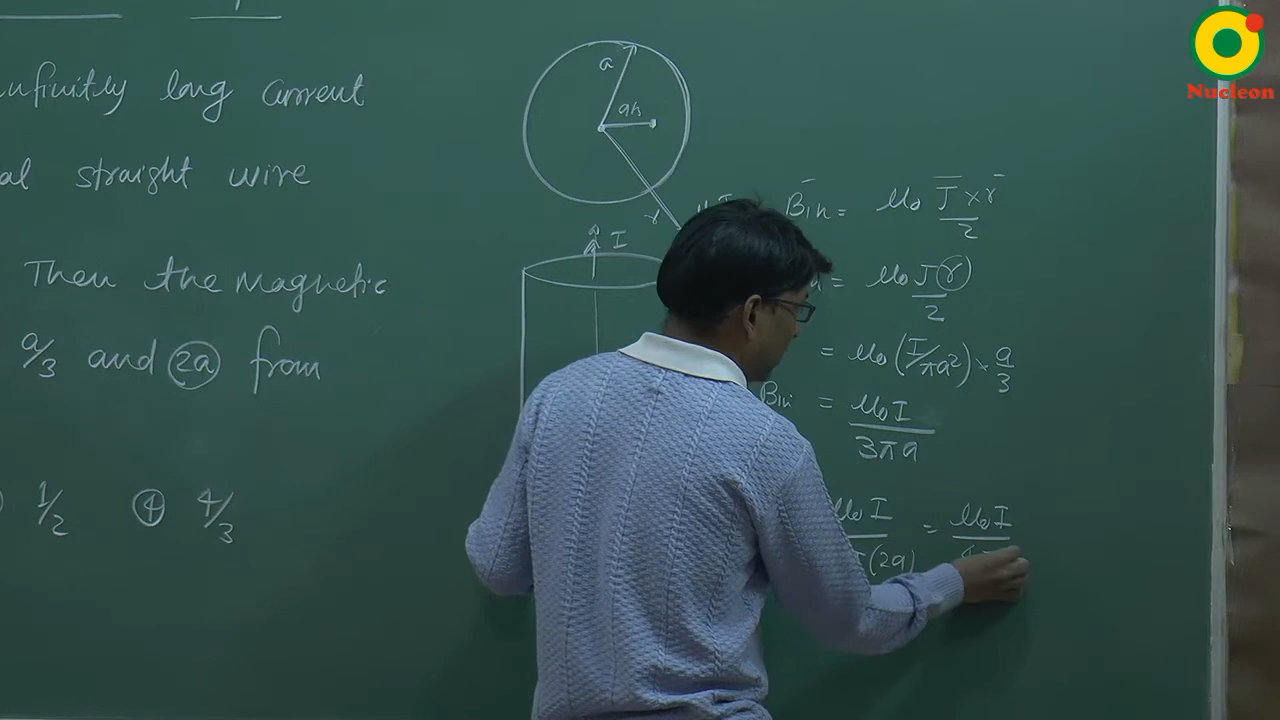 infinitly long current
al straight wire
Then the Magnetic
a/3 and 2a from
1/2 ④ 4/3
a
a/3
r
I
Bin = μ₀ J × r / 2
= μ₀ J r / 2
= μ₀ (I/πa²) × a/3
Bin = μ₀ I / 3πa
μ₀ I / (2a) = μ₀ I
Nucleon